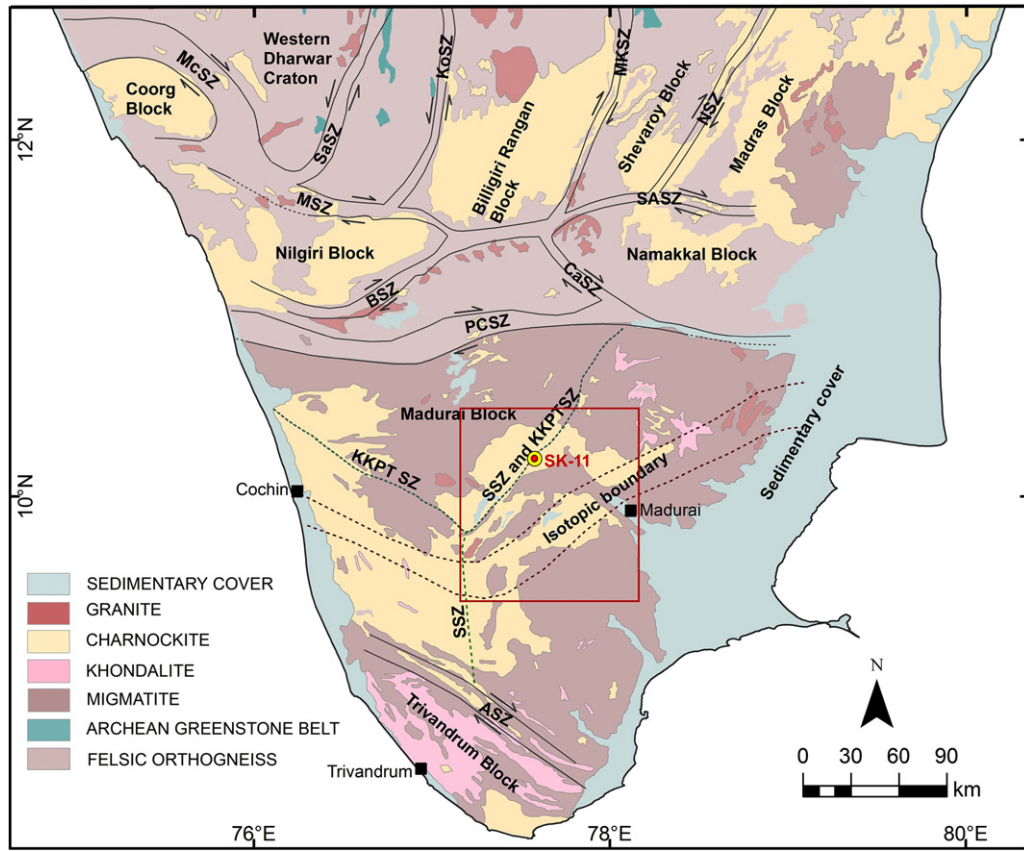 Western
Dharwar
Craton
McSZ
Coorg
Block
SaSZ
KoSZ
MKSZ
Billigiri Rangan
Block
Shevaroy Block
NSZ
Madras Block
12°N
MSZ
SASZ
Nilgiri Block
Namakkal Block
BSZ
CaSZ
PCSZ
Madurai Block
KKPT SZ
SSZ and KKPTSZ
SK-11
Isotopic boundary
Sedimentary cover
10°N
Cochin
Madurai
SSZ
ASZ
Trivandrum Block
Trivandrum
SEDIMENTARY COVER
GRANITE
CHARNOCKITE
KHONDALITE
MIGMATITE
ARCHEAN GREENSTONE BELT
FELSIC ORTHOGNEISS
N
0 30 60 90
km
76°E
78°E
80°E